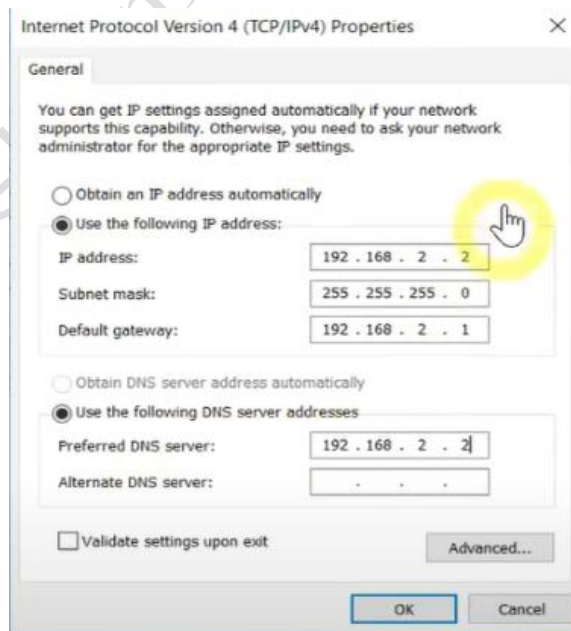 Internet Protocol Version 4 (TCP/IPv4) Properties
General
You can get IP settings assigned automatically if your network
supports this capability. Otherwise, you need to ask your network
administrator for the appropriate IP settings.
Obtain an IP address automatically
Use the following IP address:
IP address: 192 . 168 . 2 . 2
Subnet mask: 255 . 255 . 255 . 0
Default gateway: 192 . 168 . 2 . 1
Obtain DNS server address automatically
Use the following DNS server addresses
Preferred DNS server: 192 . 168 . 2 . 2
Alternate DNS server: . . .
Validate settings upon exit
Advanced...
OK Cancel